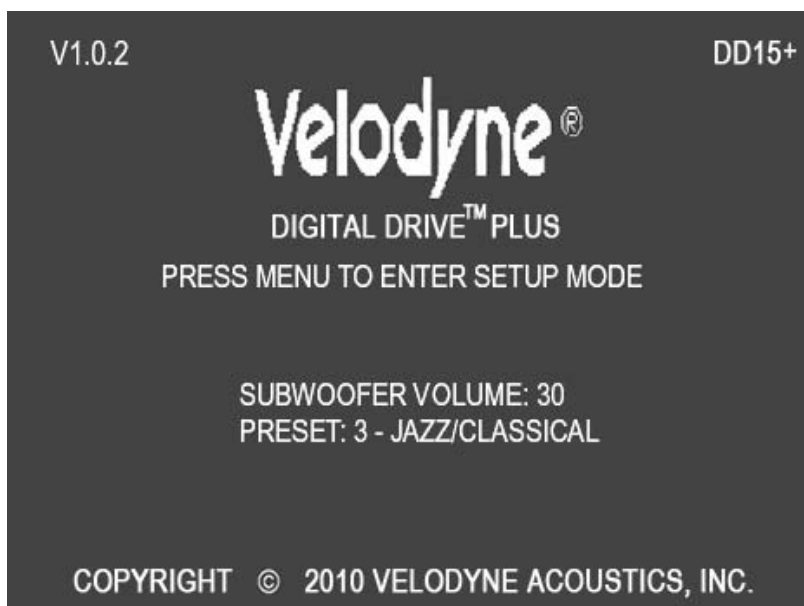 V1.0.2 DD15+
Velodyne®
DIGITAL DRIVE™ PLUS
PRESS MENU TO ENTER SETUP MODE
SUBWOOFER VOLUME: 30
PRESET: 3 - JAZZ/CLASSICAL
COPYRIGHT © 2010 VELODYNE ACOUSTICS, INC.